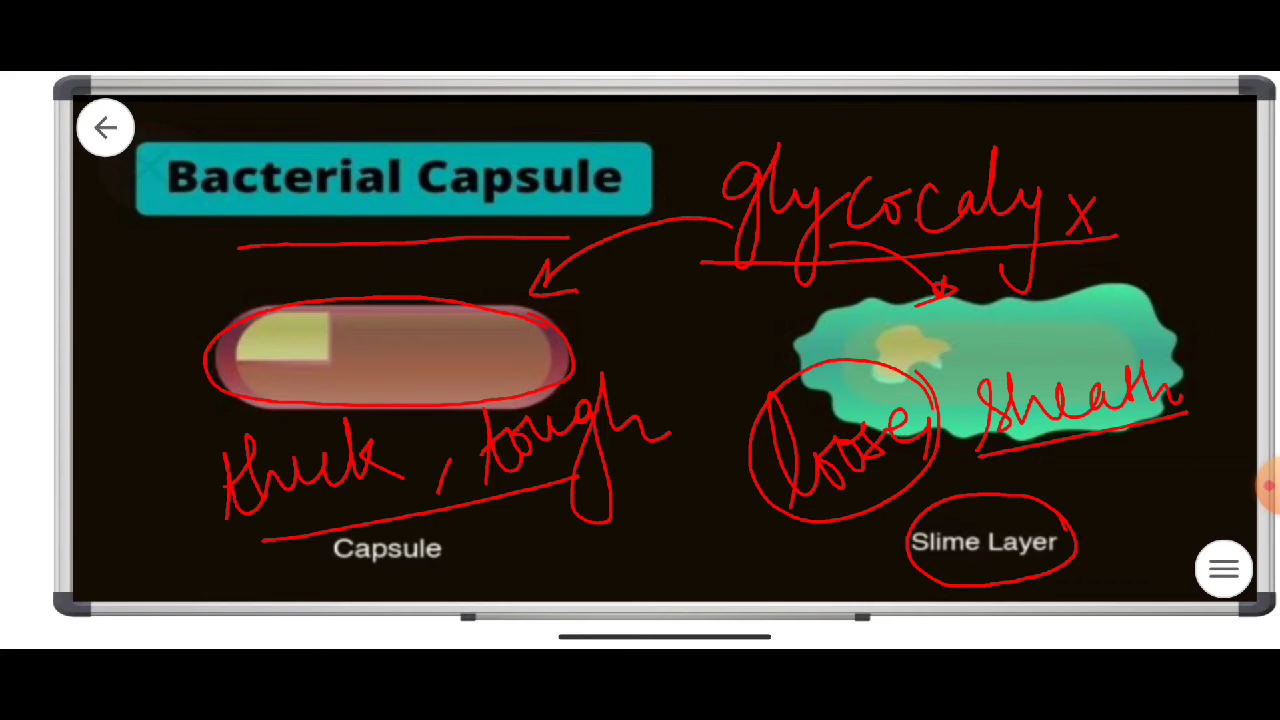 Bacterial Capsule
glycocalyx
thick, tough
loose, sheath
Capsule
Slime Layer